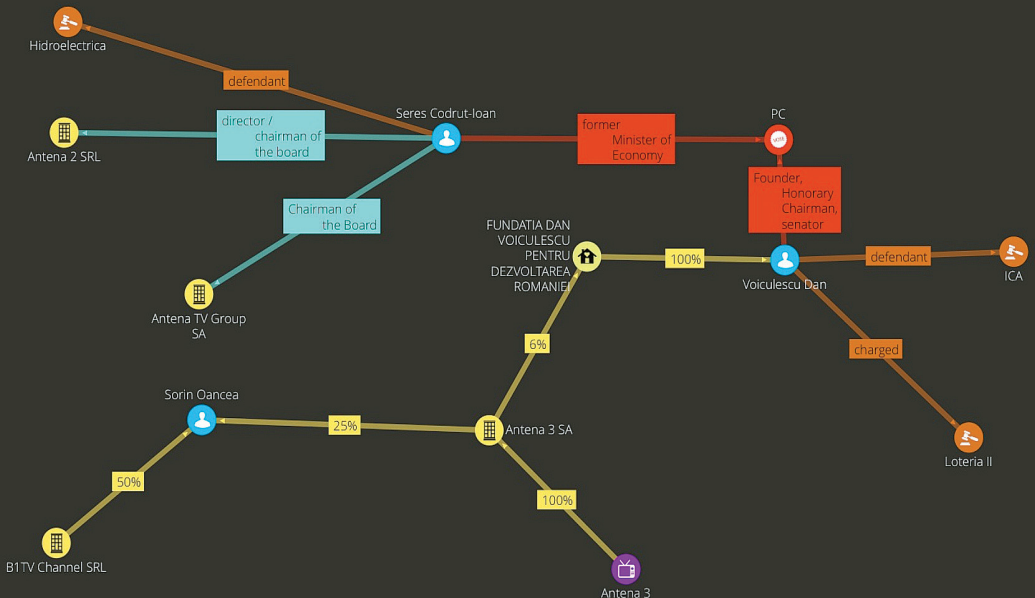 Hidroelectrica
defendant
Seres Codrut-Ioan
PC
director /
chairman of
the board
former
Minister of
Economy
VOTE
Antena 2 SRL
Founder,
Honorary
Chairman,
senator
Chairman of
the Board
FUNDATIA DAN
VOICULESCU
PENTRU
DEZVOLTAREA
ROMANIEI
100%
defendant
Voiculescu Dan
ICA
Antena TV Group
SA
6%
charged
Sorin Oancea
25%
Antena 3 SA
Loteria II
50%
100%
B1TV Channel SRL
Antena 3